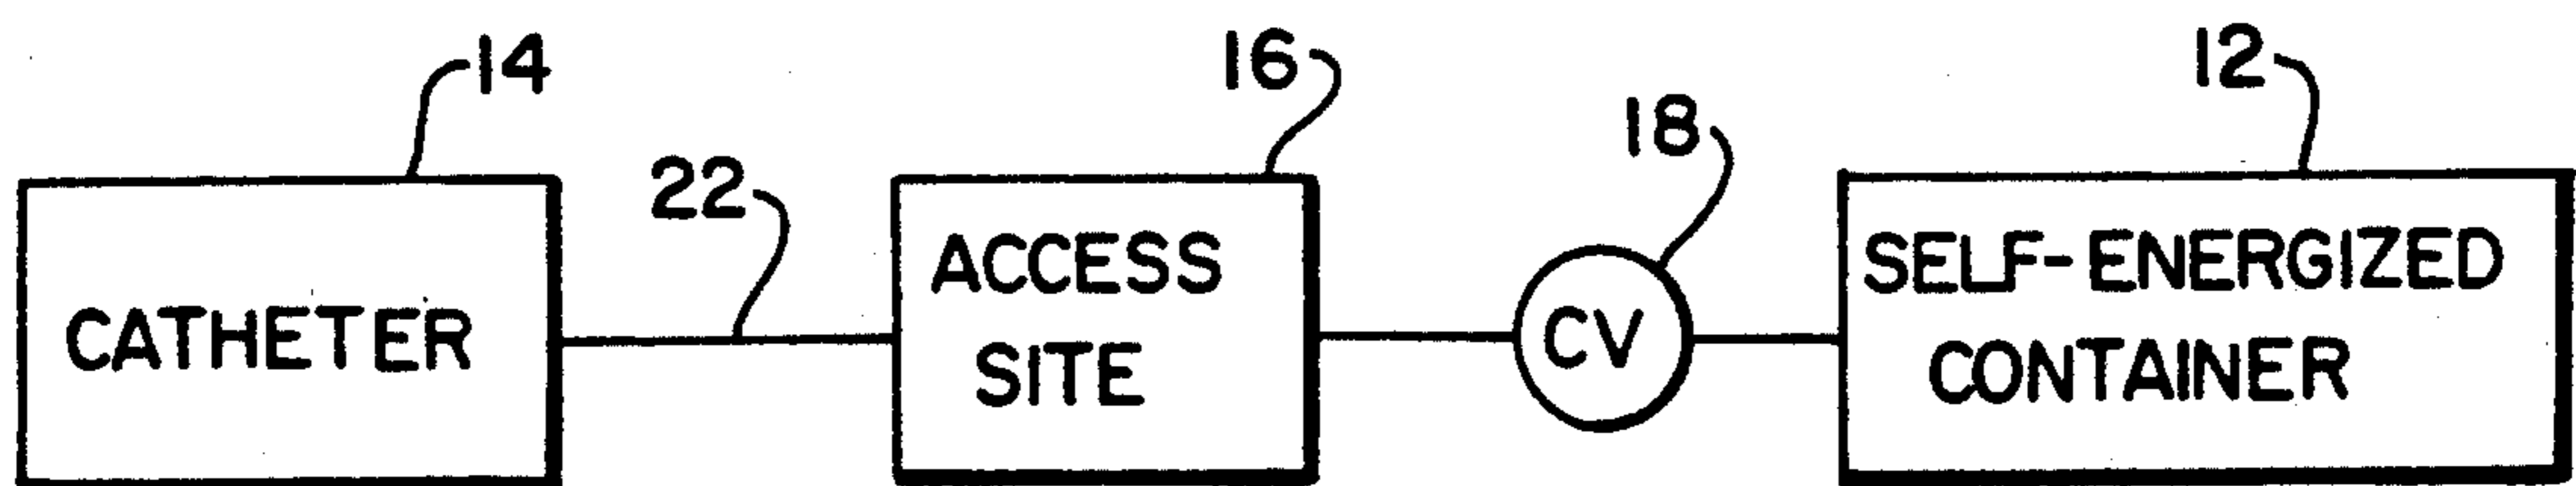 14
16
12
22
18
CATHETER
ACCESS
SITE
CV
SELF-ENERGIZED
CONTAINER